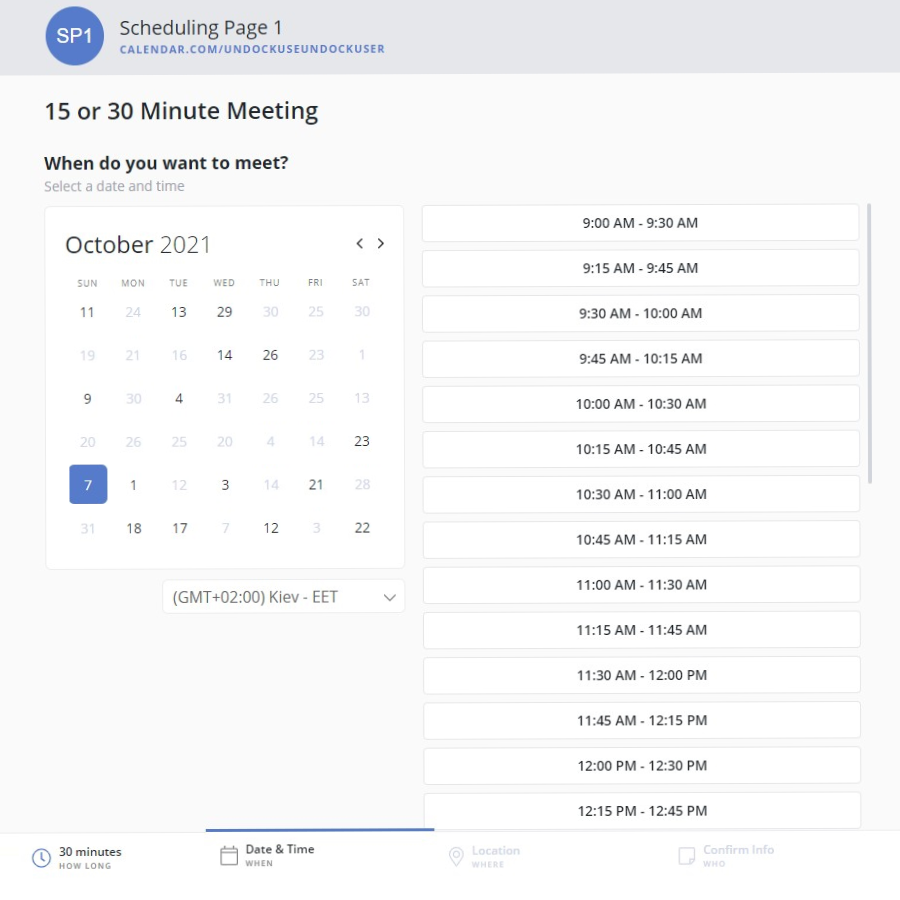 SP1
Scheduling Page 1
CALENDAR.COM/UNDOCKUSEUNDOCKUSER
15 or 30 Minute Meeting
When do you want to meet?
Select a date and time
October 2021
SUN MON TUE WED THU FRI SAT
11 24 13 29 30 25 30
19 21 16 14 26 23 1
9 30 4 31 26 25 13
20 26 25 20 4 14 23
7 1 12 3 14 21 28
31 18 17 7 12 3 22
(GMT+02:00) Kiev - EET
9:00 AM - 9:30 AM
9:15 AM - 9:45 AM
9:30 AM - 10:00 AM
9:45 AM - 10:15 AM
10:00 AM - 10:30 AM
10:15 AM - 10:45 AM
10:30 AM - 11:00 AM
10:45 AM - 11:15 AM
11:00 AM - 11:30 AM
11:15 AM - 11:45 AM
11:30 AM - 12:00 PM
11:45 AM - 12:15 PM
12:00 PM - 12:30 PM
12:15 PM - 12:45 PM
30 minutes
HOW LONG
Date & Time
WHEN
Location
WHERE
Confirm Info
WHO